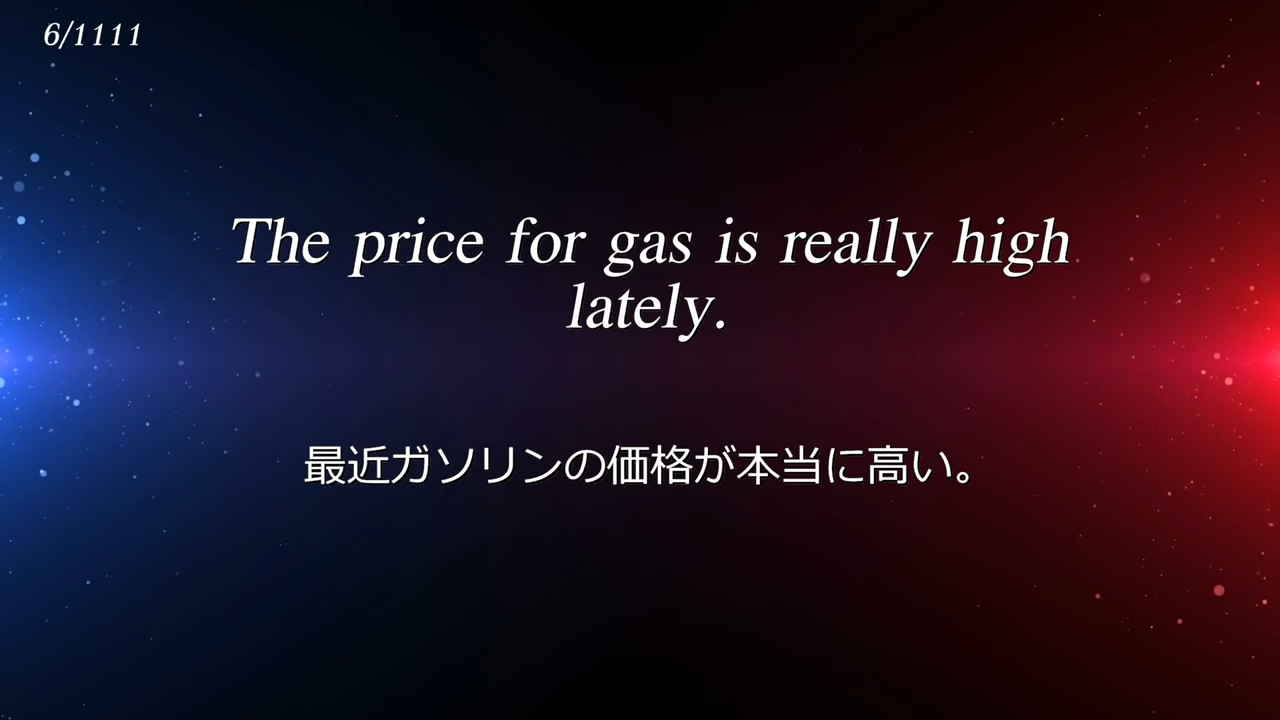 6/1111
The price for gas is really high
lately.
最近ガソリンの価格が本当に高い。